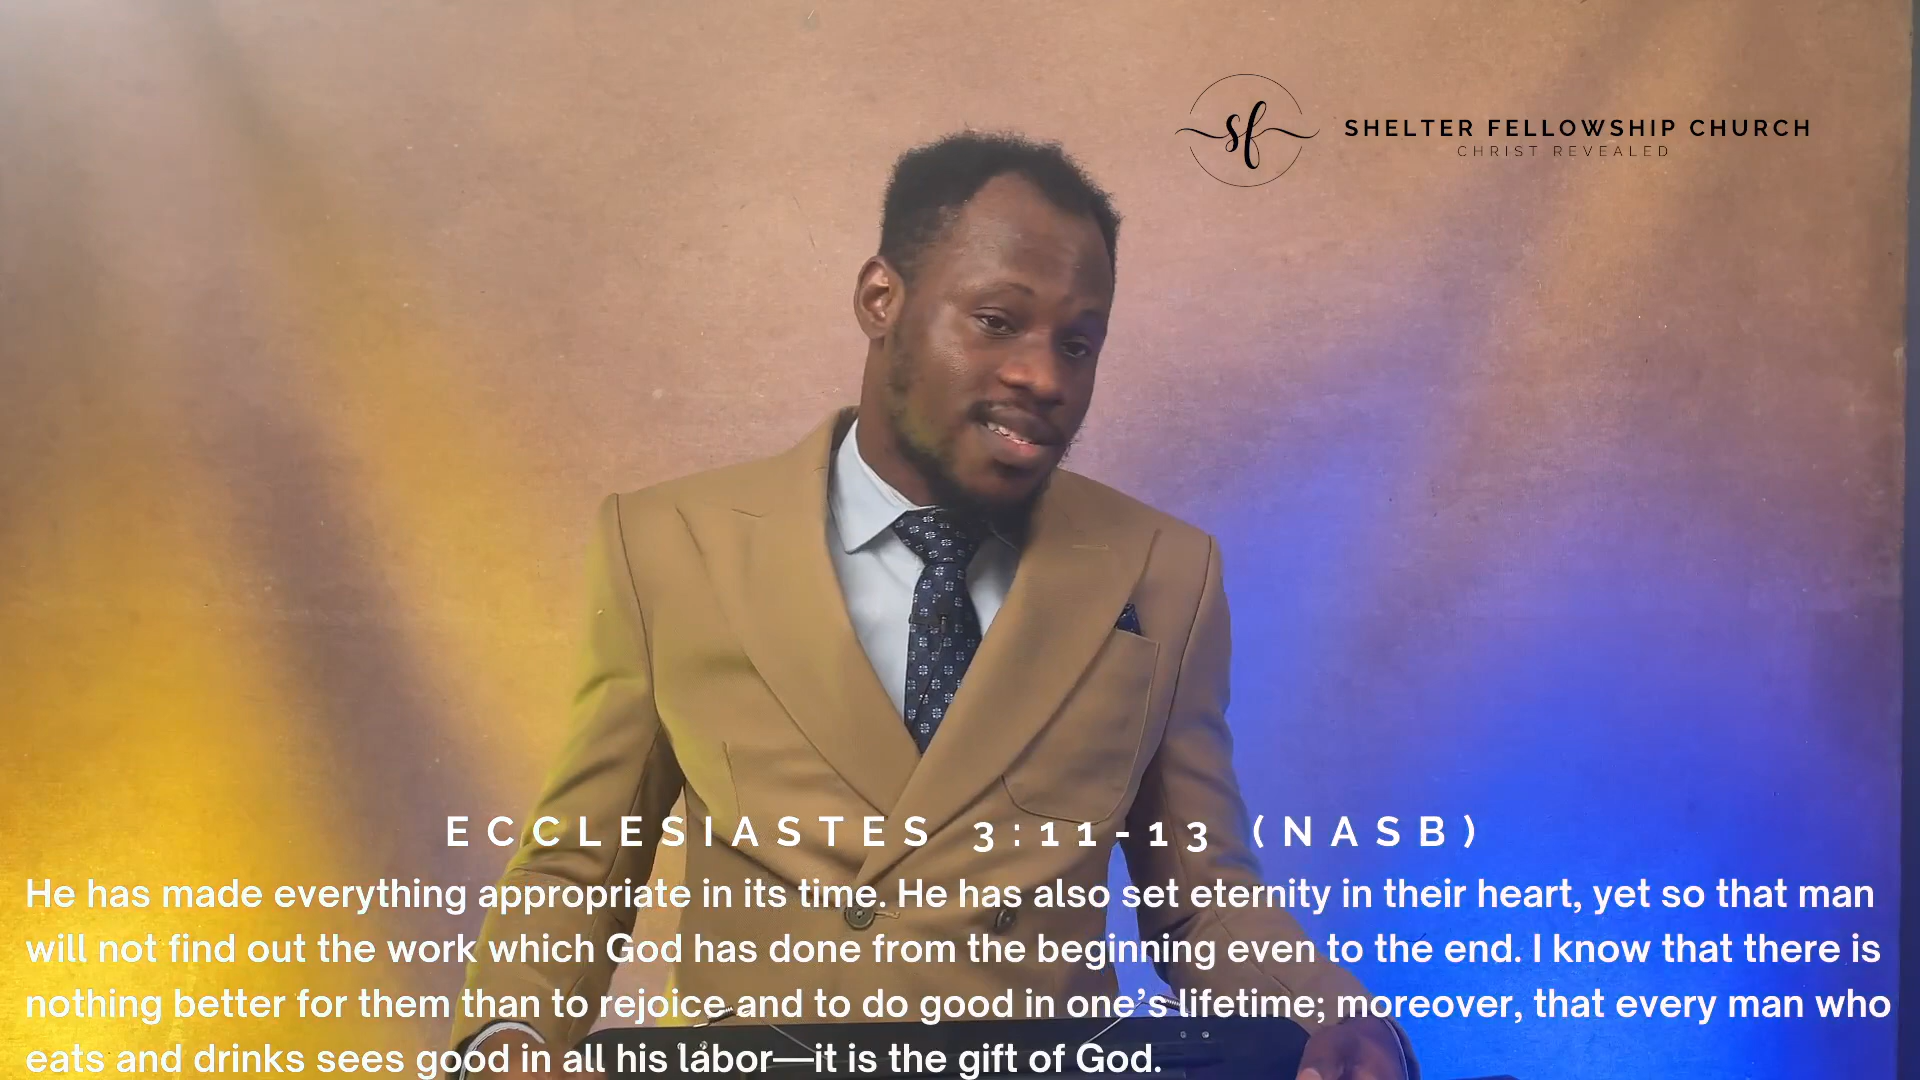 sf
SHELTER FELLOWSHIP CHURCH
CHRIST REVEALED
ECCLESIASTES 3:11-13 (NASB)
He has made everything appropriate in its time. He has also set eternity in their heart, yet so that man
will not find out the work which God has done from the beginning even to the end. I know that there is
nothing better for them than to rejoice and to do good in one’s lifetime; moreover, that every man who
eats and drinks sees good in all his labor—it is the gift of God.